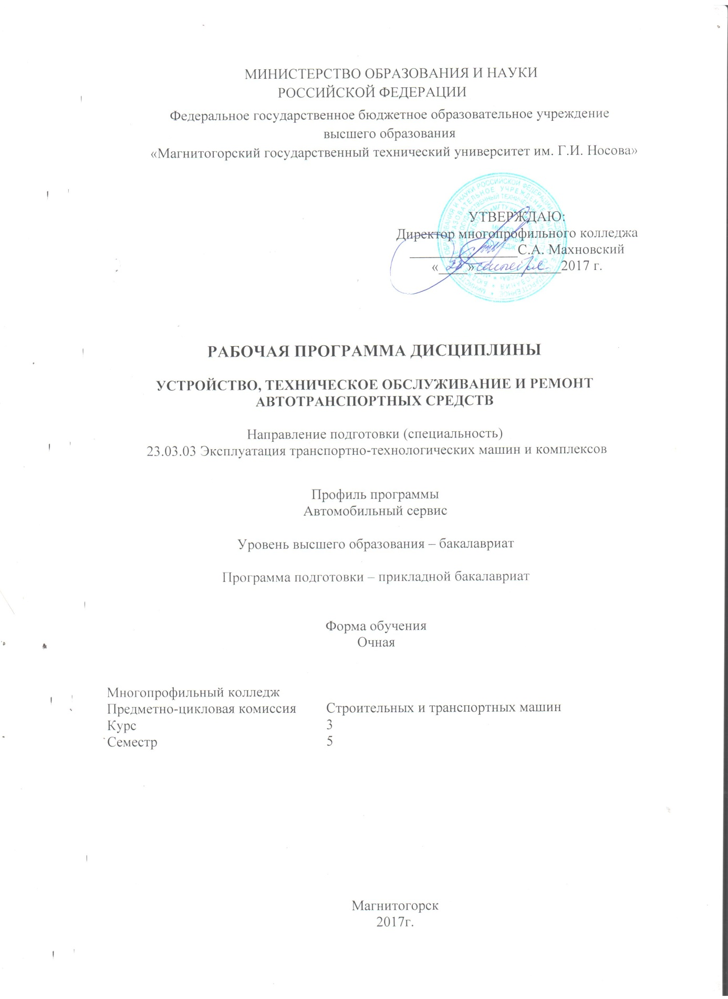 МИНИСТЕРСТВО ОБРАЗОВАНИЯ И НАУКИ
РОССИЙСКОЙ ФЕДЕРАЦИИ
Федеральное государственное бюджетное образовательное учреждение
высшего образования
«Магнитогорский государственный технический университет им. Г.И. Носова»
УТВЕРЖДАЮ:
Директор многопрофильного колледжа
С.А. Махновский
« » сентября 2017 г.
РАБОЧАЯ ПРОГРАММА ДИСЦИПЛИНЫ
УСТРОЙСТВО, ТЕХНИЧЕСКОЕ ОБСЛУЖИВАНИЕ И РЕМОНТ
АВТОТРАНСПОРТНЫХ СРЕДСТВ
Направление подготовки (специальность)
23.03.03 Эксплуатация транспортно-технологических машин и комплексов
Профиль программы
Автомобильный сервис
Уровень высшего образования – бакалавриат
Программа подготовки – прикладной бакалавриат
Форма обучения
Очная
Многопрофильный колледж
Предметно-цикловая комиссия Строительных и транспортных машин
Курс 3
Семестр 5
Магнитогорск
2017г.